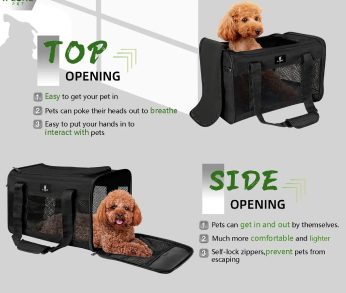 TOP
OPENING
1 Easy to get your pet in
2 Pets can poke their heads out to breathe
3 Easy to put your hands in to
interact with pets
SIDE
OPENING
1 Pets can get in and out by themselves.
2 Much more comfortable and lighter
3 Self-lock zippers,prevent pets from
escaping